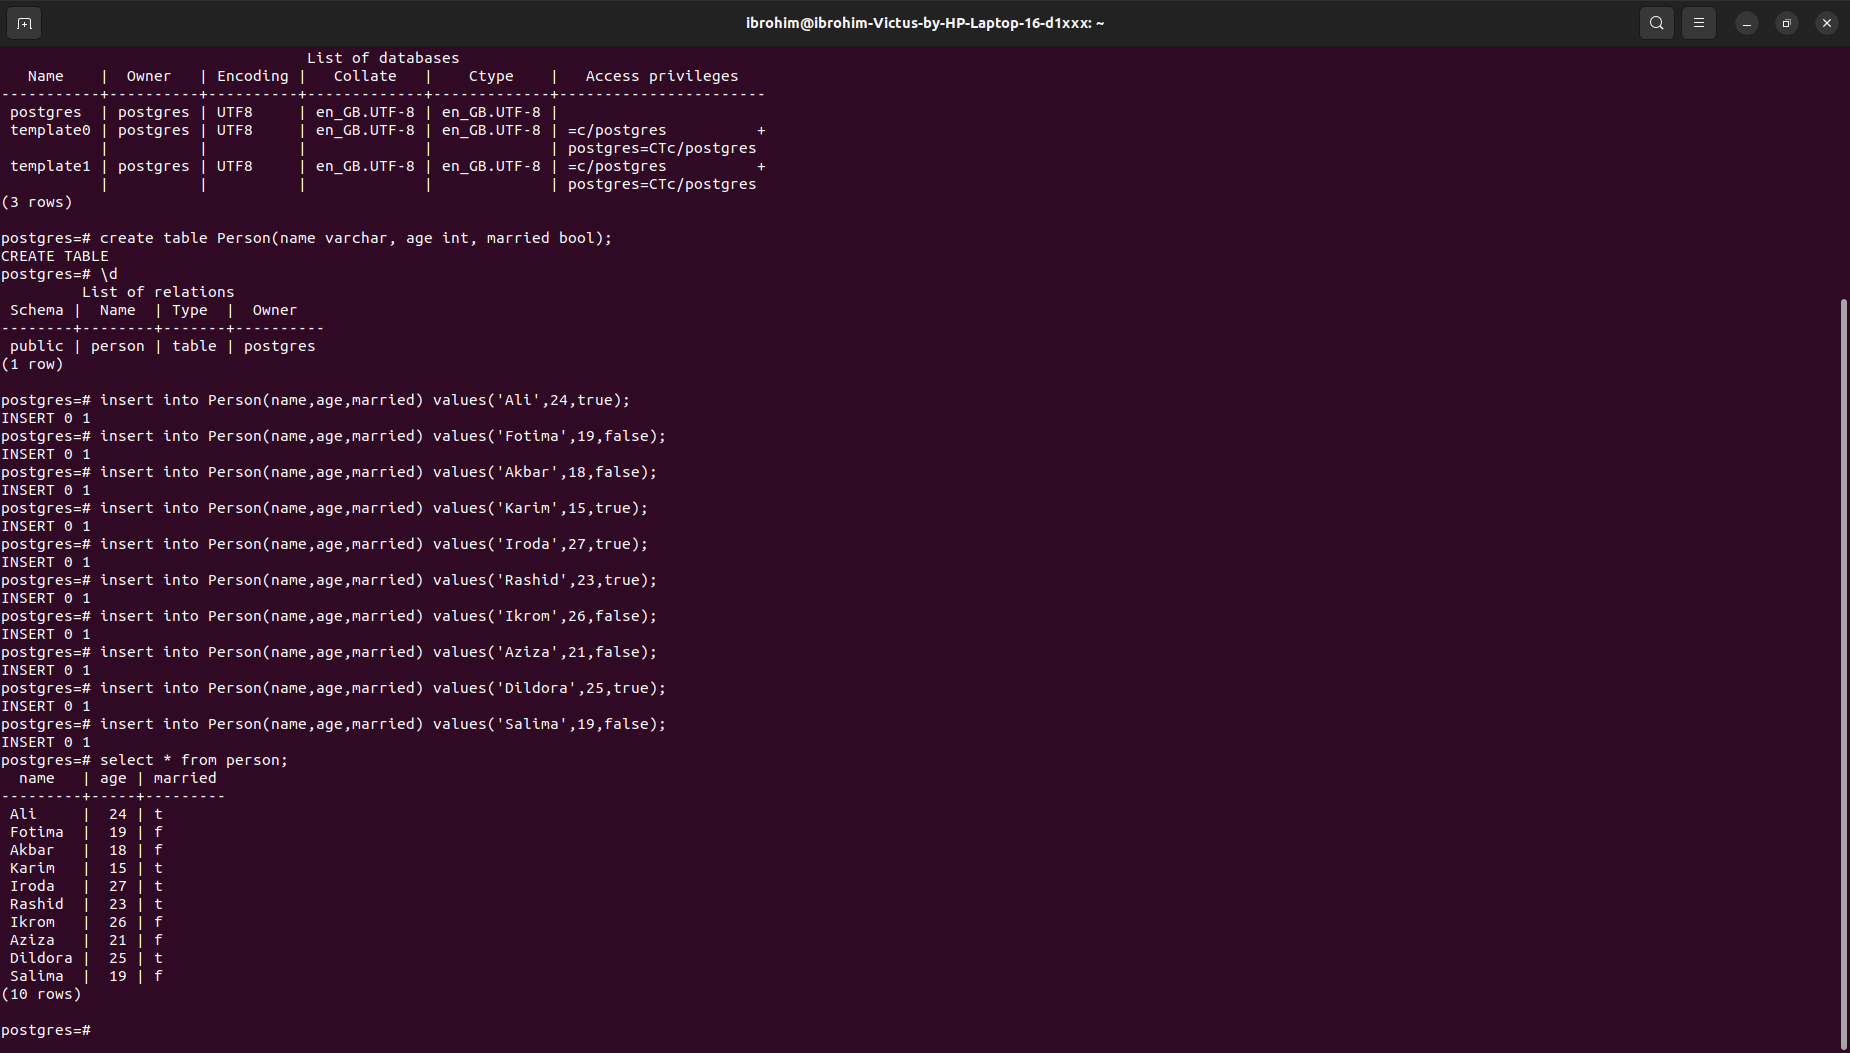 ibrohim@ibrohim-Victus-by-HP-Laptop-16-d1xxx: ~
                                  List of databases
   Name    |  Owner   | Encoding |   Collate   |    Ctype    |   Access privileges
-----------+----------+----------+-------------+-------------+-----------------------
 postgres  | postgres | UTF8     | en_GB.UTF-8 | en_GB.UTF-8 |
 template0 | postgres | UTF8     | en_GB.UTF-8 | en_GB.UTF-8 | =c/postgres          +
           |          |          |             |             | postgres=CTc/postgres
 template1 | postgres | UTF8     | en_GB.UTF-8 | en_GB.UTF-8 | =c/postgres          +
           |          |          |             |             | postgres=CTc/postgres
(3 rows)

postgres=# create table Person(name varchar, age int, married bool);
CREATE TABLE
postgres=# \d
         List of relations
 Schema |  Name  | Type  |  Owner
--------+--------+-------+----------
 public | person | table | postgres
(1 row)

postgres=# insert into Person(name,age,married) values('Ali',24,true);
INSERT 0 1
postgres=# insert into Person(name,age,married) values('Fotima',19,false);
INSERT 0 1
postgres=# insert into Person(name,age,married) values('Akbar',18,false);
INSERT 0 1
postgres=# insert into Person(name,age,married) values('Karim',15,true);
INSERT 0 1
postgres=# insert into Person(name,age,married) values('Iroda',27,true);
INSERT 0 1
postgres=# insert into Person(name,age,married) values('Rashid',23,true);
INSERT 0 1
postgres=# insert into Person(name,age,married) values('Ikrom',26,false);
INSERT 0 1
postgres=# insert into Person(name,age,married) values('Aziza',21,false);
INSERT 0 1
postgres=# insert into Person(name,age,married) values('Dildora',25,true);
INSERT 0 1
postgres=# insert into Person(name,age,married) values('Salima',19,false);
INSERT 0 1
postgres=# select * from person;
  name   | age | married
---------+-----+---------
 Ali     |  24 | t
 Fotima  |  19 | f
 Akbar   |  18 | f
 Karim   |  15 | t
 Iroda   |  27 | t
 Rashid  |  23 | t
 Ikrom   |  26 | f
 Aziza   |  21 | f
 Dildora |  25 | t
 Salima  |  19 | f
(10 rows)

postgres=#